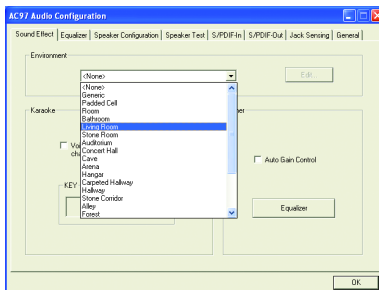 AC97 Audio Configuration
Sound Effect | Equalizer | Speaker Configuration | Speaker Test | S/PDIF-In | S/PDIF-Out | Jack Sensing | General
Environment
<None>
Edit...
<None>
Generic
Padded Cell
Room
Bathroom
Living Room
Stone Room
Auditorium
Concert Hall
Cave
Arena
Hangar
Carpeted Hallway
Hallway
Stone Corridor
Alley
Forest
Karaoke
KEY
Auto Gain Control
Equalizer
OK